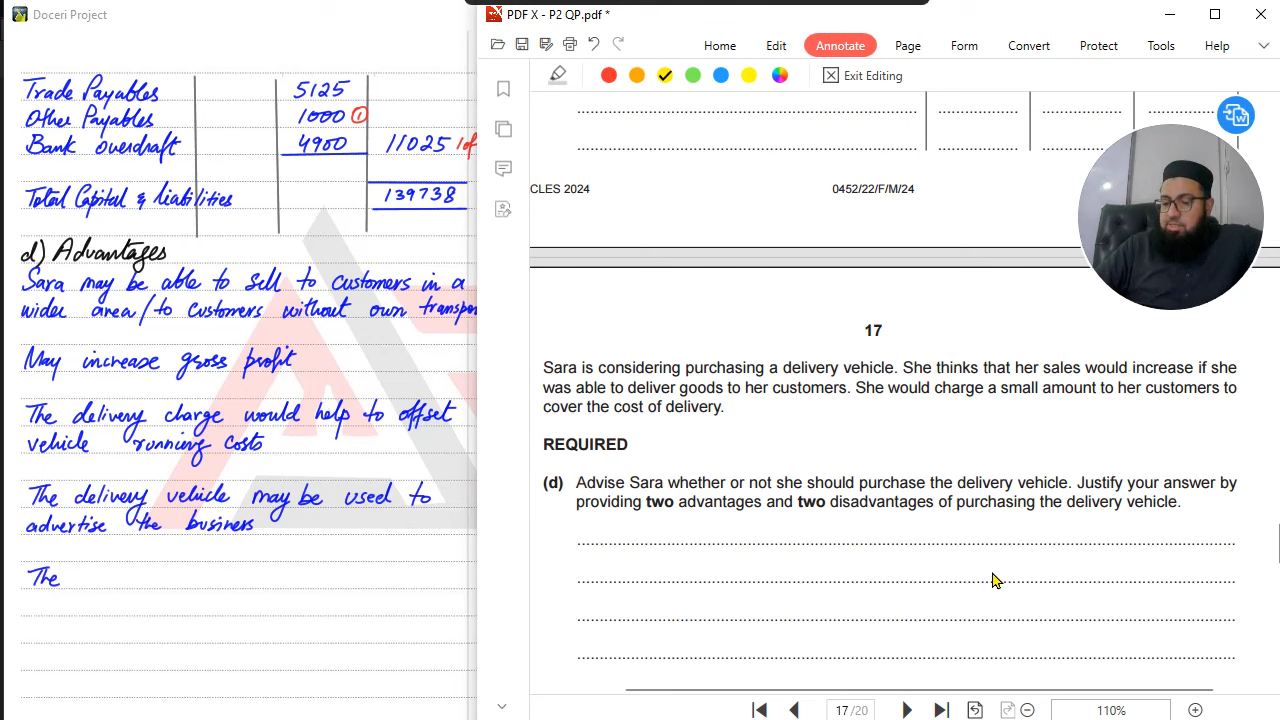 Doceri Project
Trade Payables 5125
Other Payables 1000 1
Bank overdraft 4900 11025 1of
Total Capital & Liabilities 139738
d) Advantages
Sara may be able to sell to customers in a
wider area/to customers without own transpor
May increase gross profit
The delivery charge would help to offset
vehicle running costs
The delivery vehicle may be used to
advertise the business
The
PDF X - P2 QP.pdf *
Home Edit Annotate Page Form Convert Protect Tools Help
Exit Editing
CLES 2024 0452/22/F/M/24
17
Sara is considering purchasing a delivery vehicle. She thinks that her sales would increase if she
was able to deliver goods to her customers. She would charge a small amount to her customers to
cover the cost of delivery.
REQUIRED
(d) Advise Sara whether or not she should purchase the delivery vehicle. Justify your answer by
providing two advantages and two disadvantages of purchasing the delivery vehicle.
17 /20 110%